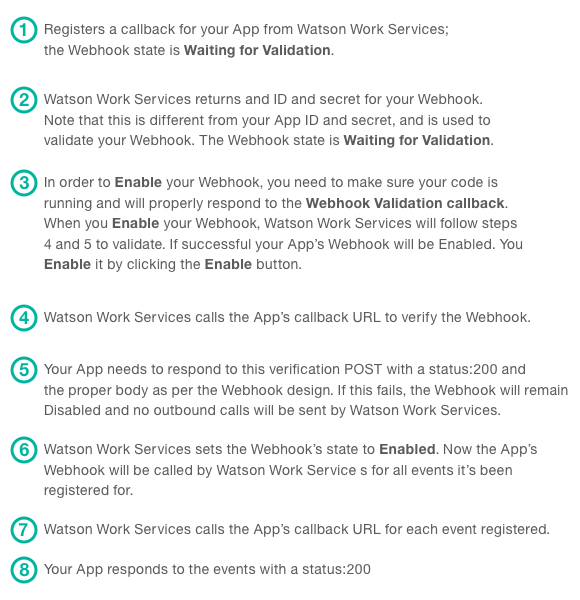 1 Registers a callback for your App from Watson Work Services;
the Webhook state is Waiting for Validation.
2 Watson Work Services returns and ID and secret for your Webhook.
Note that this is different from your App ID and secret, and is used to
validate your Webhook. The Webhook state is Waiting for Validation.
3 In order to Enable your Webhook, you need to make sure your code is
running and will properly respond to the Webhook Validation callback.
When you Enable your Webhook, Watson Work Services will follow steps
4 and 5 to validate. If successful your App's Webhook will be Enabled. You
Enable it by clicking the Enable button.
4 Watson Work Services calls the App's callback URL to verify the Webhook.
5 Your App needs to respond to this verification POST with a status:200 and
the proper body as per the Webhook design. If this fails, the Webhook will remain
Disabled and no outbound calls will be sent by Watson Work Services.
6 Watson Work Services sets the Webhook's state to Enabled. Now the App's
Webhook will be called by Watson Work Service s for all events it's been
registered for.
7 Watson Work Services calls the App's callback URL for each event registered.
8 Your App responds to the events with a status:200